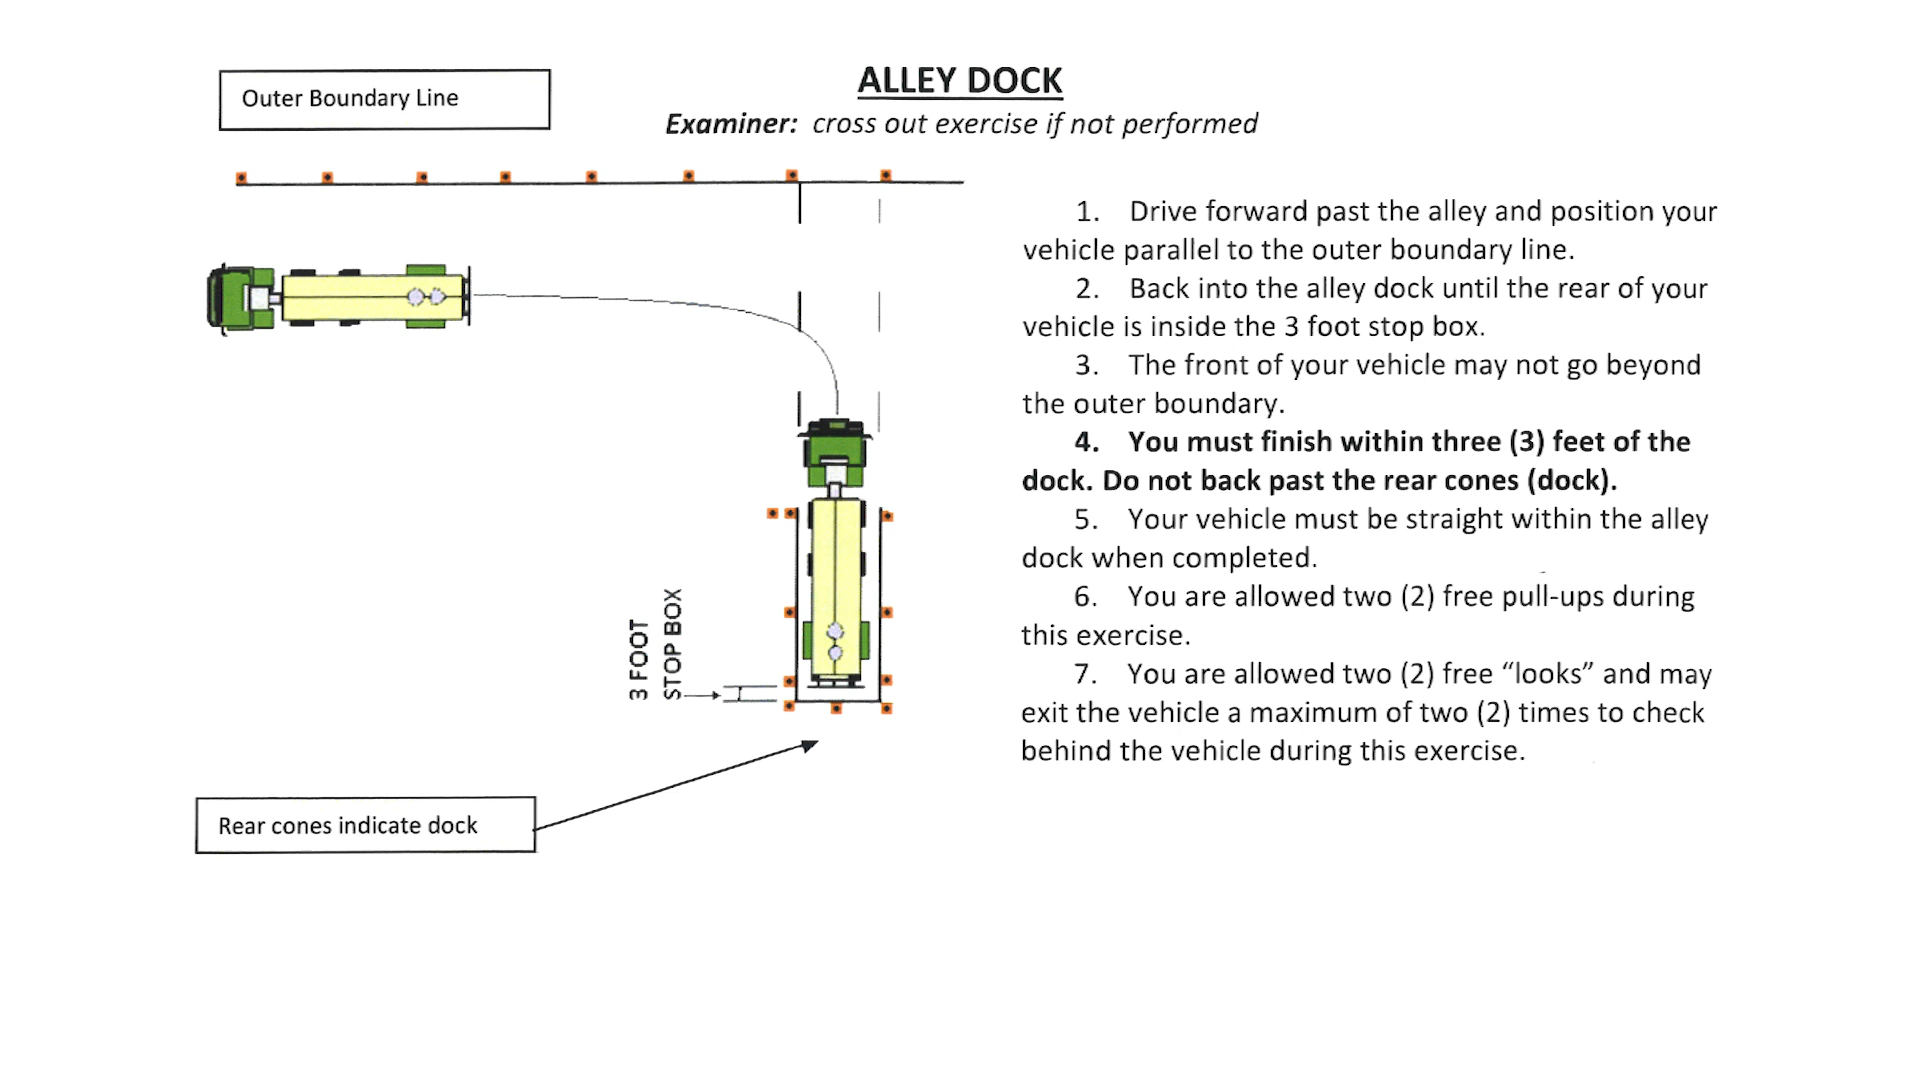 ALLEY DOCK
Examiner: cross out exercise if not performed
Outer Boundary Line
1. Drive forward past the alley and position your
vehicle parallel to the outer boundary line.
2. Back into the alley dock until the rear of your
vehicle is inside the 3 foot stop box.
3. The front of your vehicle may not go beyond
the outer boundary.
4. You must finish within three (3) feet of the
dock. Do not back past the rear cones (dock).
5. Your vehicle must be straight within the alley
dock when completed.
6. You are allowed two (2) free pull-ups during
this exercise.
7. You are allowed two (2) free “looks” and may
exit the vehicle a maximum of two (2) times to check
behind the vehicle during this exercise.
3 FOOT
STOP BOX
Rear cones indicate dock